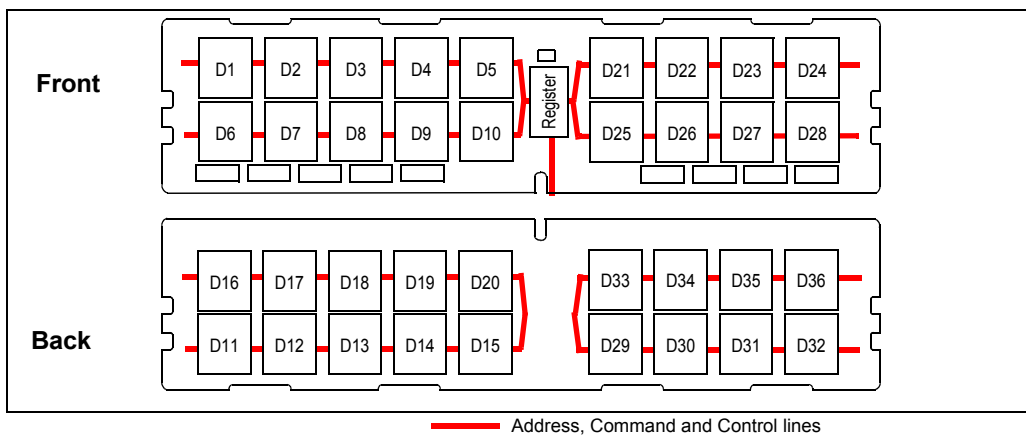 Front
D1 D2 D3 D4 D5 Register D21 D22 D23 D24
D6 D7 D8 D9 D10 D25 D26 D27 D28
Back
D16 D17 D18 D19 D20 D33 D34 D35 D36
D11 D12 D13 D14 D15 D29 D30 D31 D32
Address, Command and Control lines